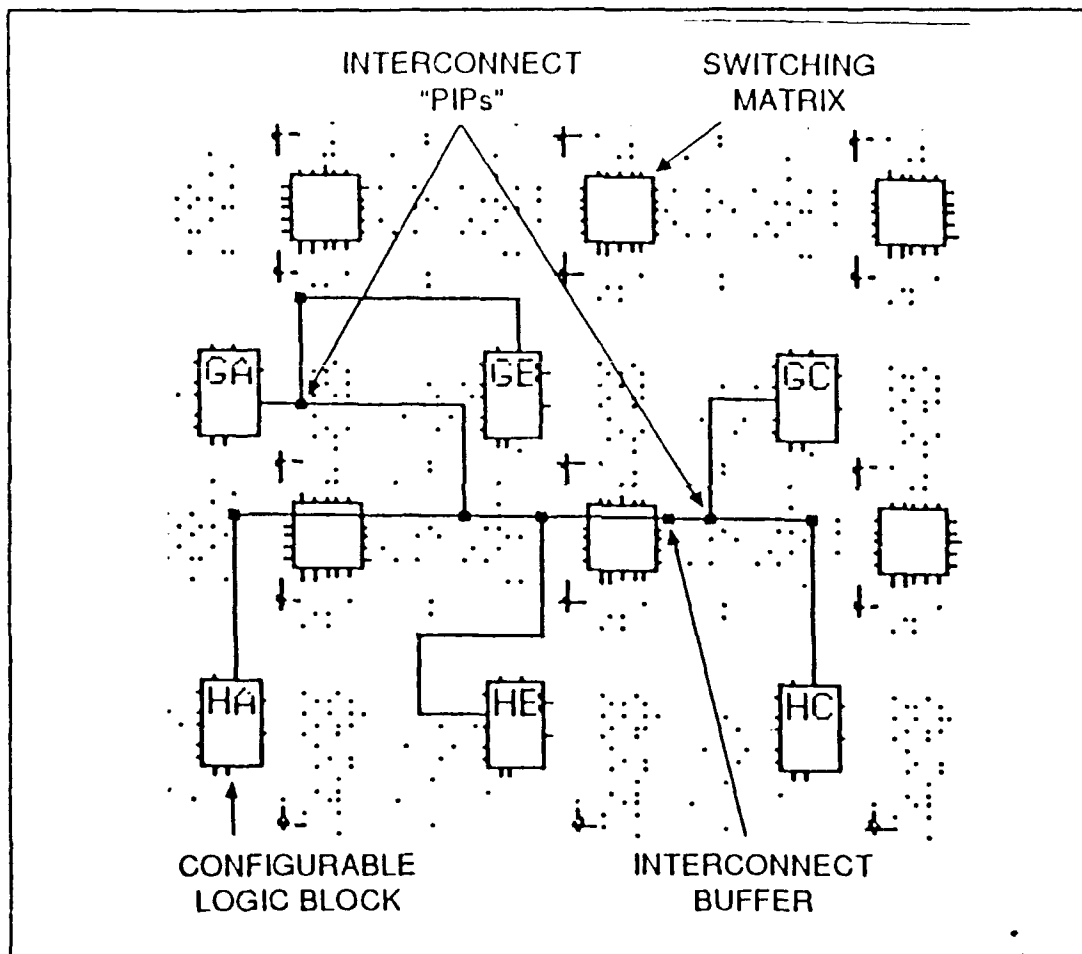 INTERCONNECT
"PIPs"
SWITCHING
MATRIX
GA
GE
GC
HA
HE
HC
CONFIGURABLE
LOGIC BLOCK
INTERCONNECT
BUFFER